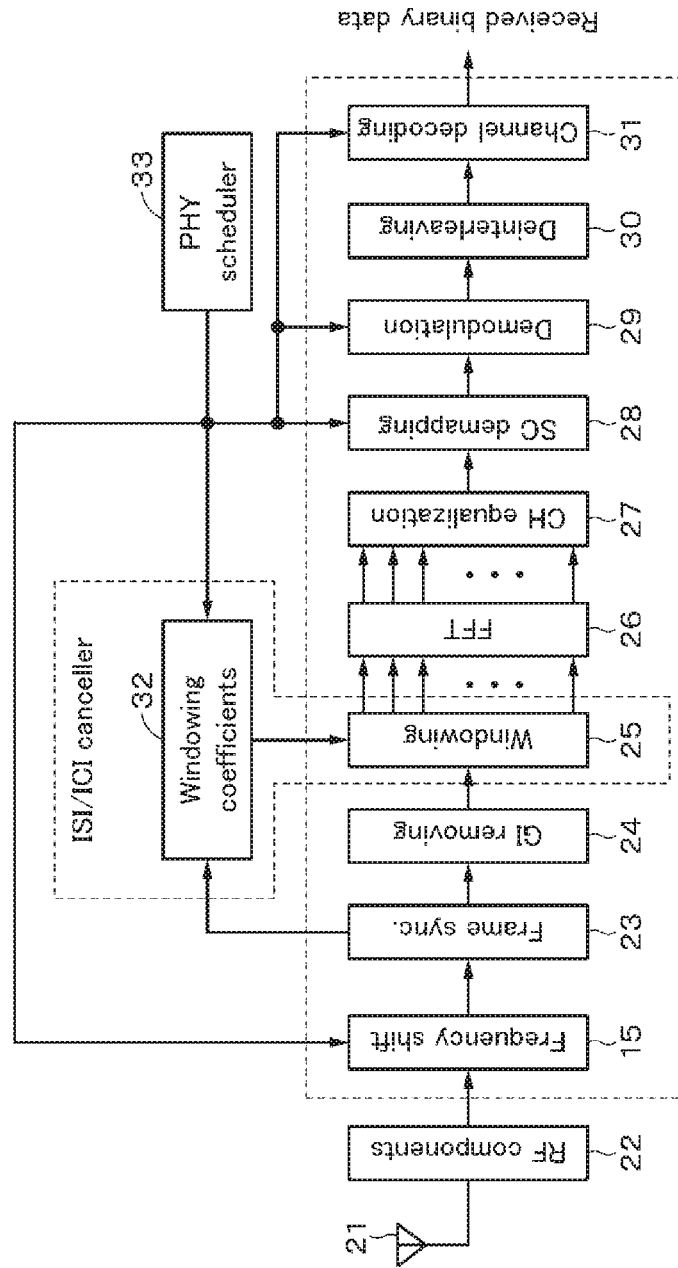 21
RF components
22
Frequency shift
15
Frame sync.
23
GI removing
24
Windowing
25
FFT
26
CH equalization
27
SC demapping
28
Demodulation
29
Deinterleaving
30
Channel decoding
31
Received binary data
ISI/ICI canceller
32
Windowing
coefficients
33
PHY
scheduler